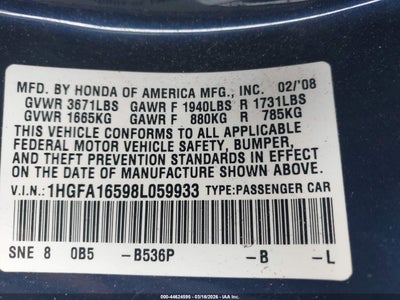 MFD. BY HONDA OF AMERICA MFG., INC. 02/'08
GVWR 3671LBS GAWR F 1940LBS R 1731LBS
GVWR 1665KG GAWR F 880KG R 785KG
THIS VEHICLE CONFORMS TO ALL APPLICABLE
FEDERAL MOTOR VEHICLE SAFETY, BUMPER,
AND THEFT PREVENTION STANDARDS IN EFFECT
ON THE DATE OF MANUFACTURE SHOWN ABOVE.
V.I.N.: 1HGFA16598L059933 TYPE:PASSENGER CAR
SNE 8 0B5 -B536P -B -L
000-44624595 - 03/18/2026 - IAA, Inc.